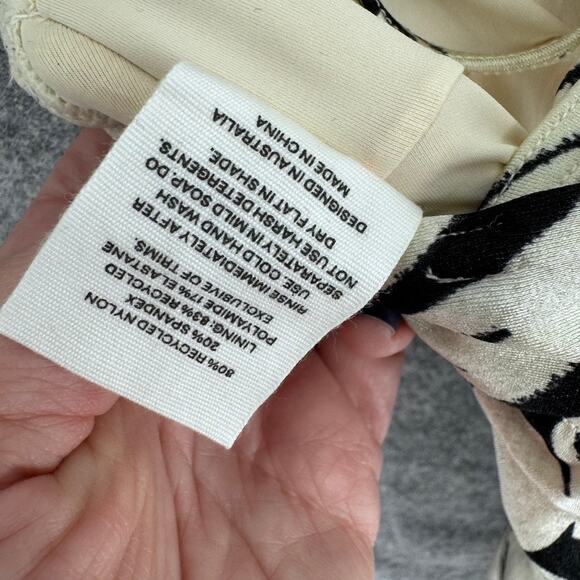 80% RECYCLED NYLON
20% SPANDEX
LINING: 83% RECYCLED
POLYAMIDE 17% ELASTANE
EXCLUSIVE OF TRIMS.
RINSE IMMEDIATELY AFTER
USE. COLD HAND WASH
SEPARATELY IN MILD SOAP. DO
NOT USE HARSH DETERGENTS.
DRY FLAT IN SHADE.
DESIGNED IN AUSTRALIA
MADE IN CHINA